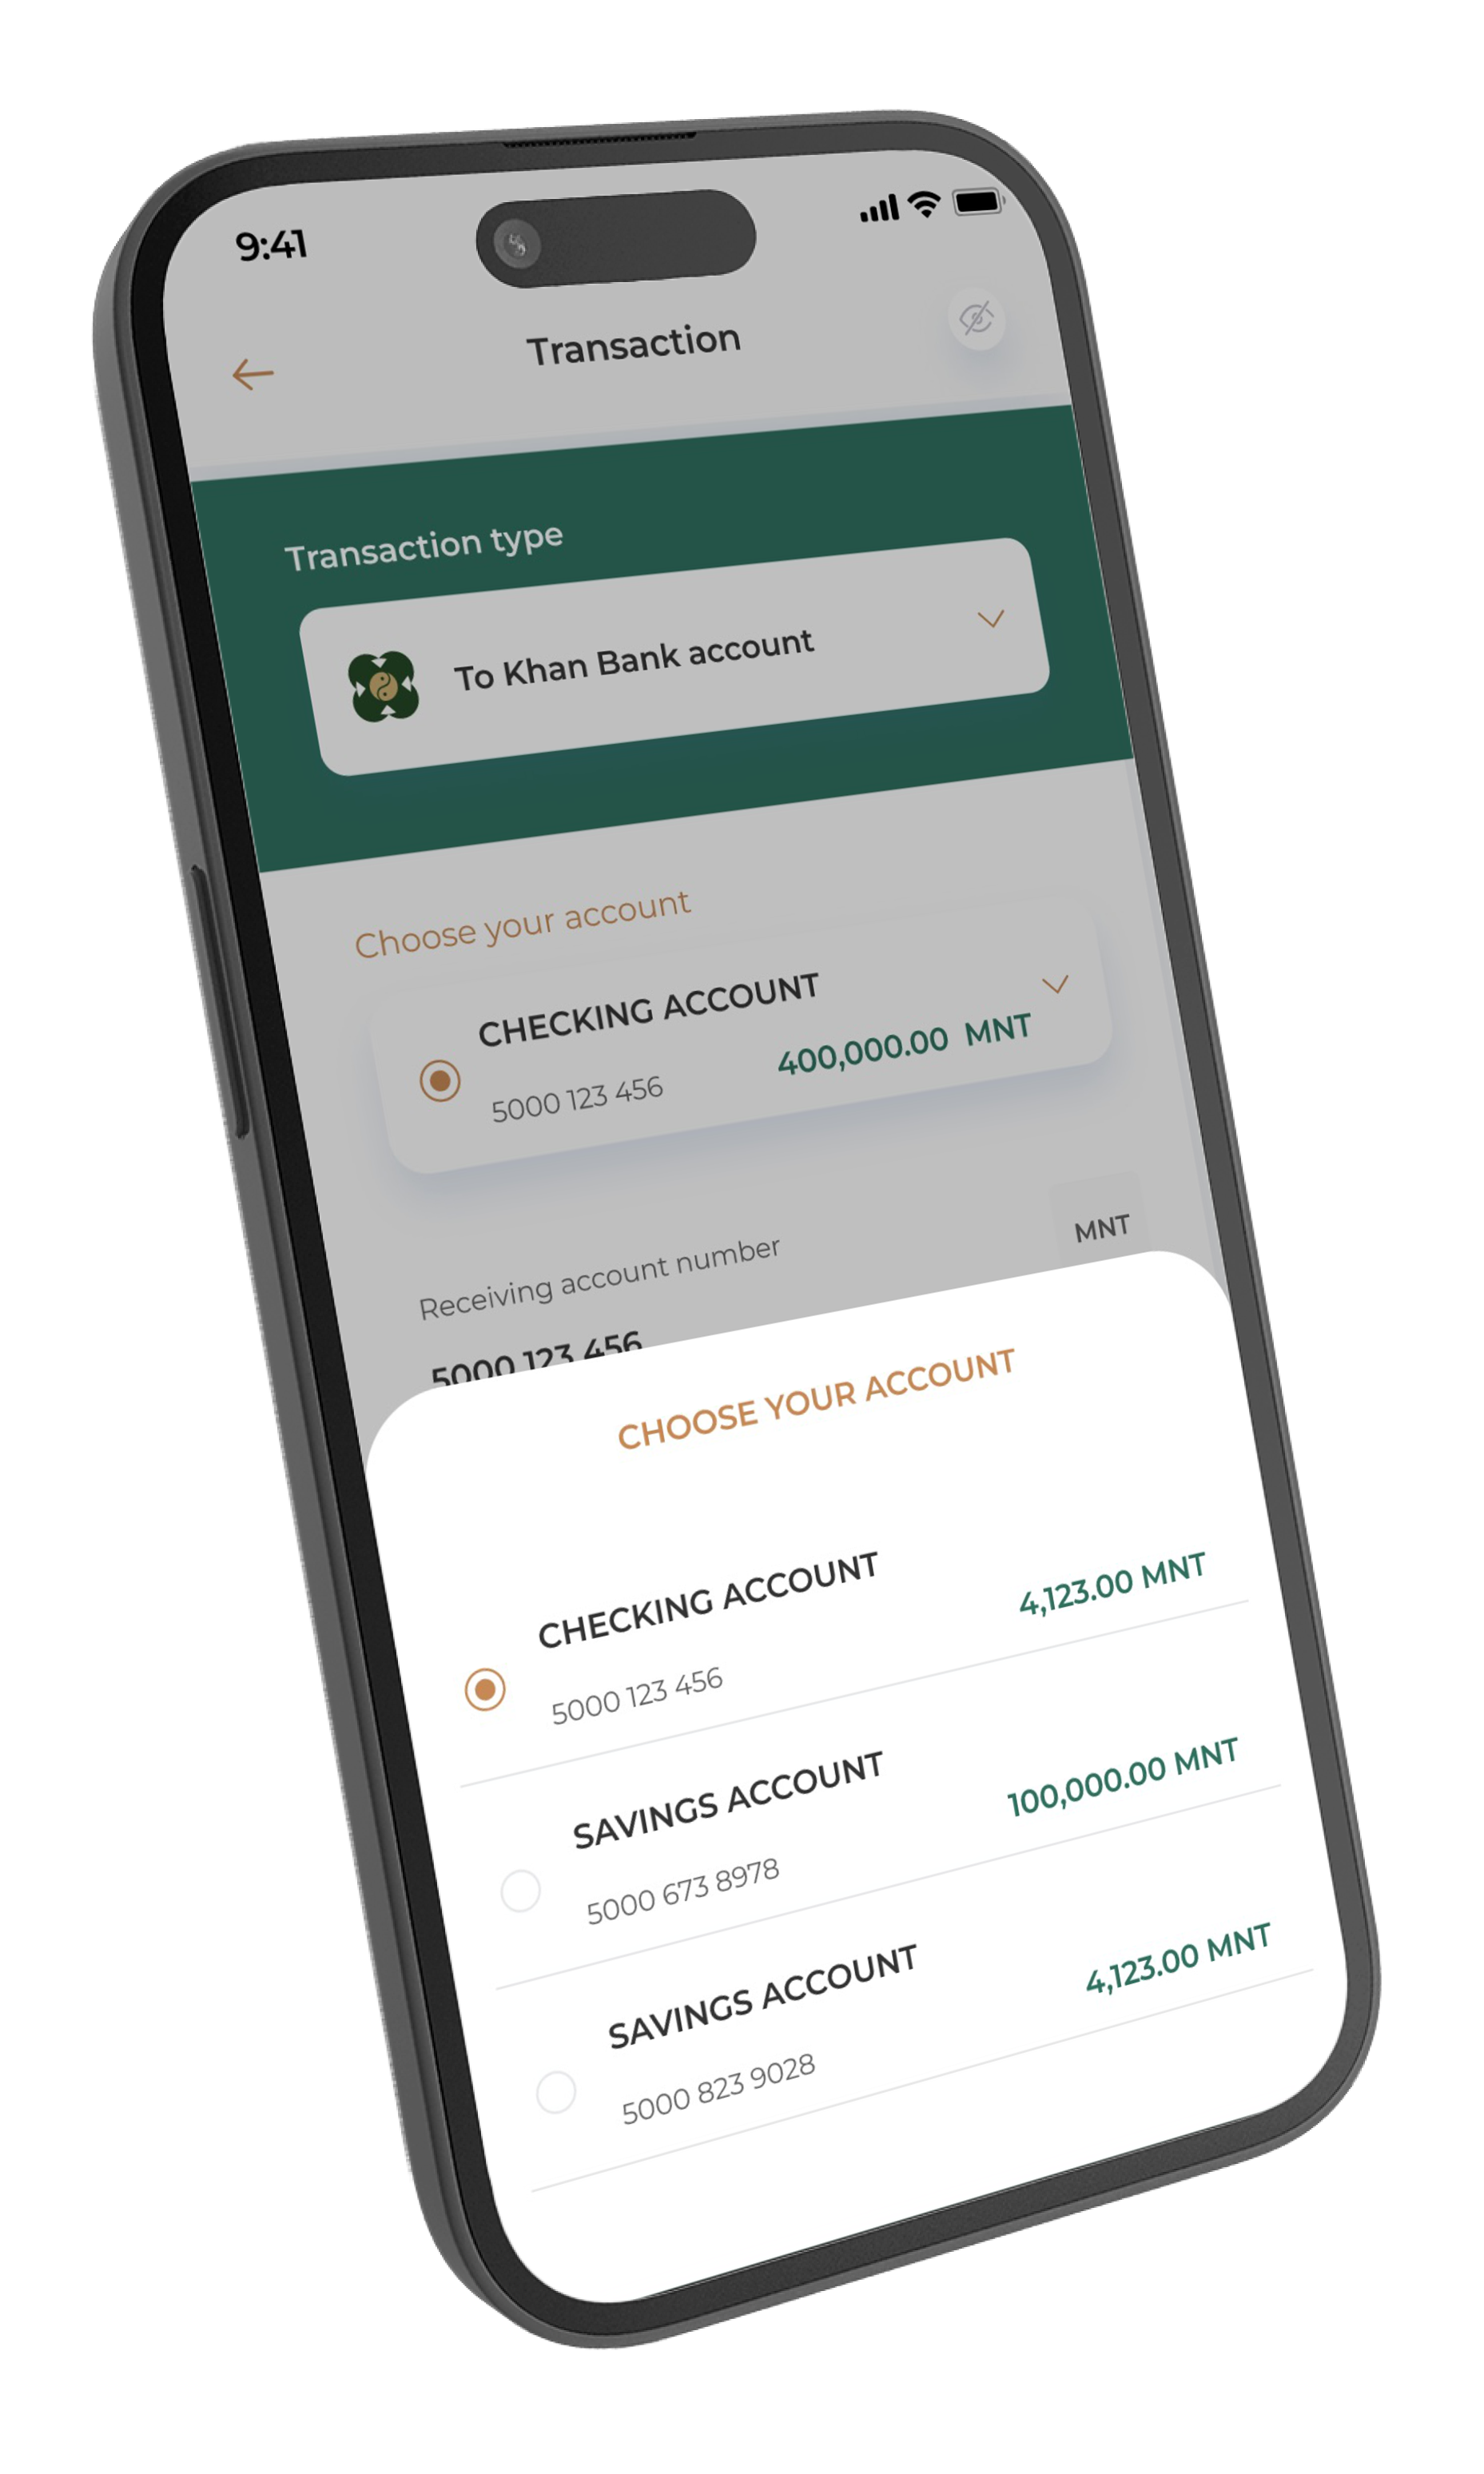 9:41
Transaction
Transaction type
To Khan Bank account
Choose your account
CHECKING ACCOUNT
5000 123 456
400,000.00 MNT
MNT
Receiving account number
5000 123 456
CHOOSE YOUR ACCOUNT
CHECKING ACCOUNT
4,123.00 MNT
5000 123 456
SAVINGS ACCOUNT
100,000.00 MNT
5000 673 8978
SAVINGS ACCOUNT
4,123.00 MNT
5000 823 9028